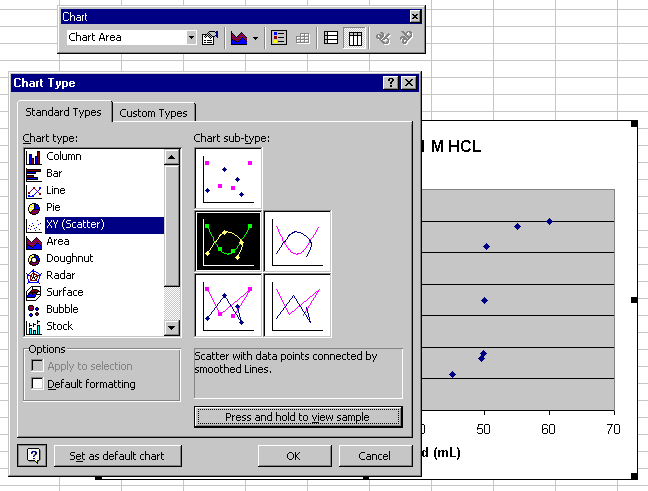 Chart
Chart Area
Chart Type
Standard Types
Custom Types
Chart type:
Column
Bar
Line
Pie
XY (Scatter)
Area
Doughnut
Radar
Surface
Bubble
Stock
Chart sub-type:
Options
Apply to selection
Default formatting
Scatter with data points connected by
smoothed Lines.
Press and hold to view sample
Set as default chart
OK
Cancel
M HCL
0 50 60 70
d (mL)